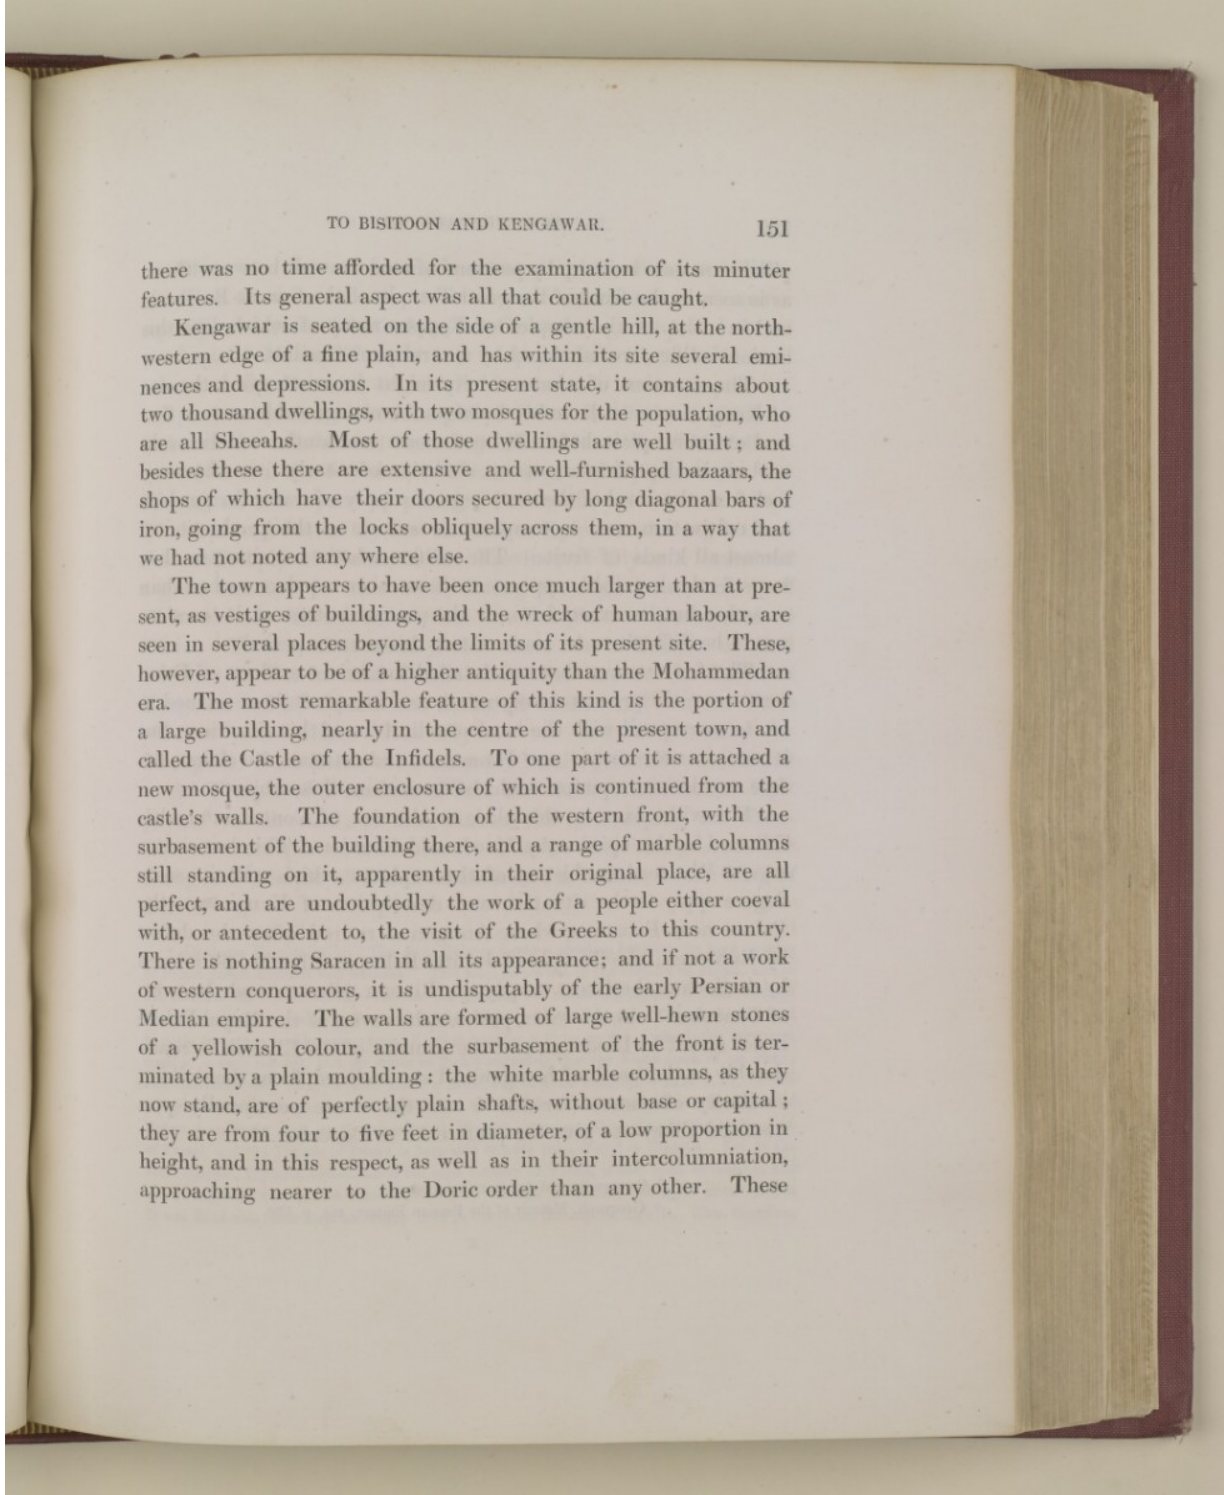 TO BISITOON AND KENGAWAR. 151
there was no time afforded for the examination of its minuter
features. Its general aspect was all that could be caught.
Kengawar is seated on the side of a gentle hill, at the north-
western edge of a fine plain, and has within its site several emi-
nences and depressions. In its present state, it contains about
two thousand dwellings, with two mosques for the population, who
are all Sheeahs. Most of those dwellings are well built; and
besides these there are extensive and well-furnished bazaars, the
shops of which have their doors secured by long diagonal bars of
iron, going from the locks obliquely across them, in a way that
we had not noted any where else.
The town appears to have been once much larger than at pre-
sent, as vestiges of buildings, and the wreck of human labour, are
seen in several places beyond the limits of its present site. These,
however, appear to be of a higher antiquity than the Mohammedan
era. The most remarkable feature of this kind is the portion of
a large building, nearly in the centre of the present town, and
called the Castle of the Infidels. To one part of it is attached a
new mosque, the outer enclosure of which is continued from the
castle's walls. The foundation of the western front, with the
surbasement of the building there, and a range of marble columns
still standing on it, apparently in their original place, are all
perfect, and are undoubtedly the work of a people either coeval
with, or antecedent to, the visit of the Greeks to this country.
There is nothing Saracen in all its appearance; and if not a work
of western conquerors, it is undisputably of the early Persian or
Median empire. The walls are formed of large well-hewn stones
of a yellowish colour, and the surbasement of the front is ter-
minated by a plain moulding: the white marble columns, as they
now stand, are of perfectly plain shafts, without base or capital;
they are from four to five feet in diameter, of a low proportion in
height, and in this respect, as well as in their intercolumniation,
approaching nearer to the Doric order than any other. These